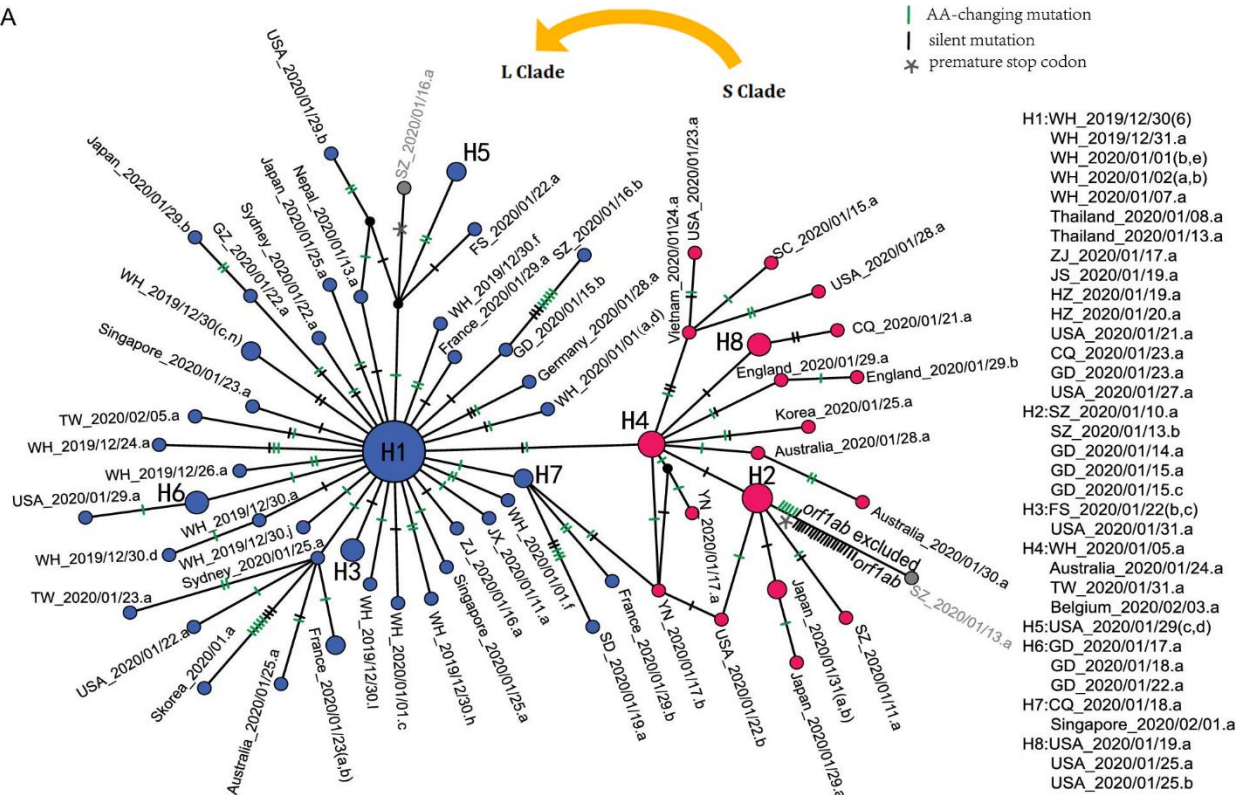 A
AA-changing mutation
silent mutation
premature stop codon
L Clade
S Clade
USA_2020/01/29.b
SZ_2020/01/16.a
H5
Japan_2020/01/29.b
GZ_2020/01/22.a
Sydney_2020/01/22.a
Japan_2020/01/25.a
Nepal_2020/01/13.a
FS_2020/01/22.a
WH_2019/12/30.f
France_2020/01/29.a
SZ_2020/01/16.b
GD_2020/01/15.b
Germany_2020/01/28.a
WH_2020/01/01(a,d)
WH_2019/12/30(c,n)
Singapore_2020/01/23.a
TW_2020/02/05.a
WH_2019/12/24.a
WH_2019/12/26.a
USA_2020/01/29.a
H6
H1
WH_2019/12/30.a
WH_2019/12/30.d
WH_2019/12/30.j
Sydney_2020/01/25.a
H3
TW_2020/01/23.a
USA_2020/01/22.a
Skorea_2020/01.a
Australia_2020/01/25.a
France_2020/01/23(a,b)
WH_2019/12/30.l
WH_2020/01/01.c
WH_2019/12/30.h
Singapore_2020/01/25.a
ZJ_2020/01/16.a
JX_2020/01/11.a
WH_2020/01/01.f
H7
SD_2020/01/19.a
France_2020/01/29.b
YN_2020/01/17.b
USA_2020/01/22.b
YN_2020/01/17.a
H4
Vietnam_2020/01/24.a
USA_2020/01/23.a
SC_2020/01/15.a
USA_2020/01/28.a
H8
CQ_2020/01/21.a
England_2020/01/29.a
England_2020/01/29.b
Korea_2020/01/25.a
Australia_2020/01/28.a
Australia_2020/01/30.a
H2
orf1ab excluded
orf1ab
SZ_2020/01/13.a
SZ_2020/01/11.a
Japan_2020/01/31(a,b)
Japan_2020/01/29.a
H1:WH_2019/12/30(6)
WH_2019/12/31.a
WH_2020/01/01(b,e)
WH_2020/01/02(a,b)
WH_2020/01/07.a
Thailand_2020/01/08.a
Thailand_2020/01/13.a
ZJ_2020/01/17.a
JS_2020/01/19.a
HZ_2020/01/19.a
HZ_2020/01/20.a
USA_2020/01/21.a
CQ_2020/01/23.a
GD_2020/01/23.a
USA_2020/01/27.a
H2:SZ_2020/01/10.a
SZ_2020/01/13.b
GD_2020/01/14.a
GD_2020/01/15.a
GD_2020/01/15.c
H3:FS_2020/01/22(b,c)
USA_2020/01/31.a
H4:WH_2020/01/05.a
Australia_2020/01/24.a
TW_2020/01/31.a
Belgium_2020/02/03.a
H5:USA_2020/01/29(c,d)
H6:GD_2020/01/17.a
GD_2020/01/18.a
GD_2020/01/22.a
H7:CQ_2020/01/18.a
Singapore_2020/02/01.a
H8:USA_2020/01/19.a
USA_2020/01/25.a
USA_2020/01/25.b